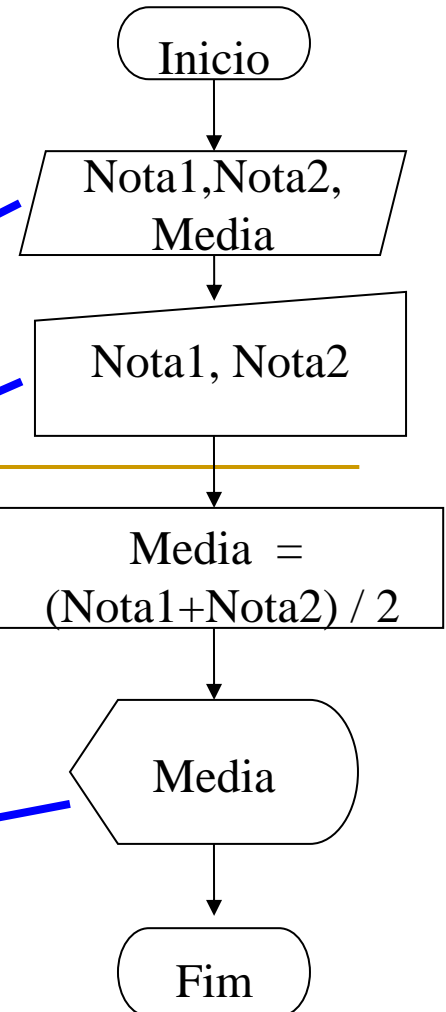 Inicio
Nota1,Nota2,
Media
Nota1, Nota2
Media =
(Nota1+Nota2) / 2
Media
Fim